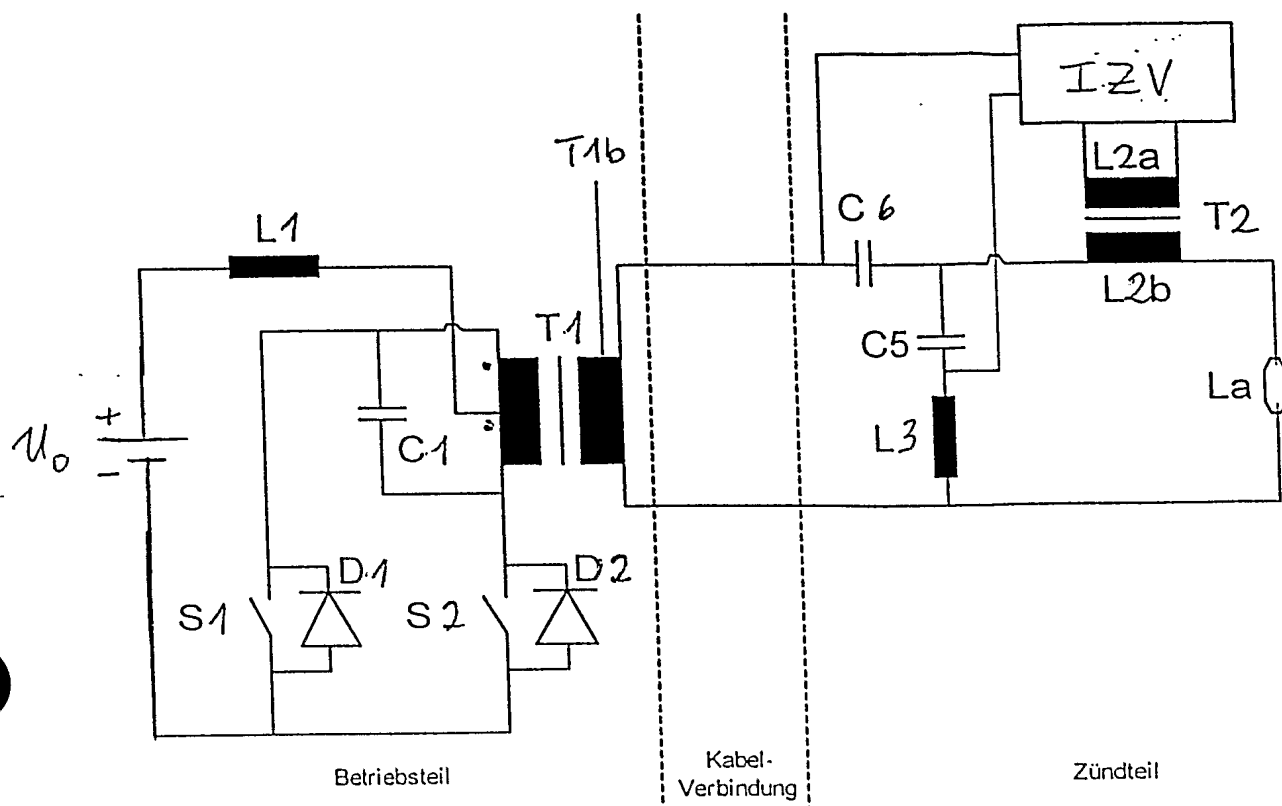 IZV
L2a
T2
L2b
T1b
C6
L1
T1
C5
La
L3
+
U₀
-
C1
D1
D2
S1
S2
Betriebsteil
Kabel-
Verbindung
Zündteil